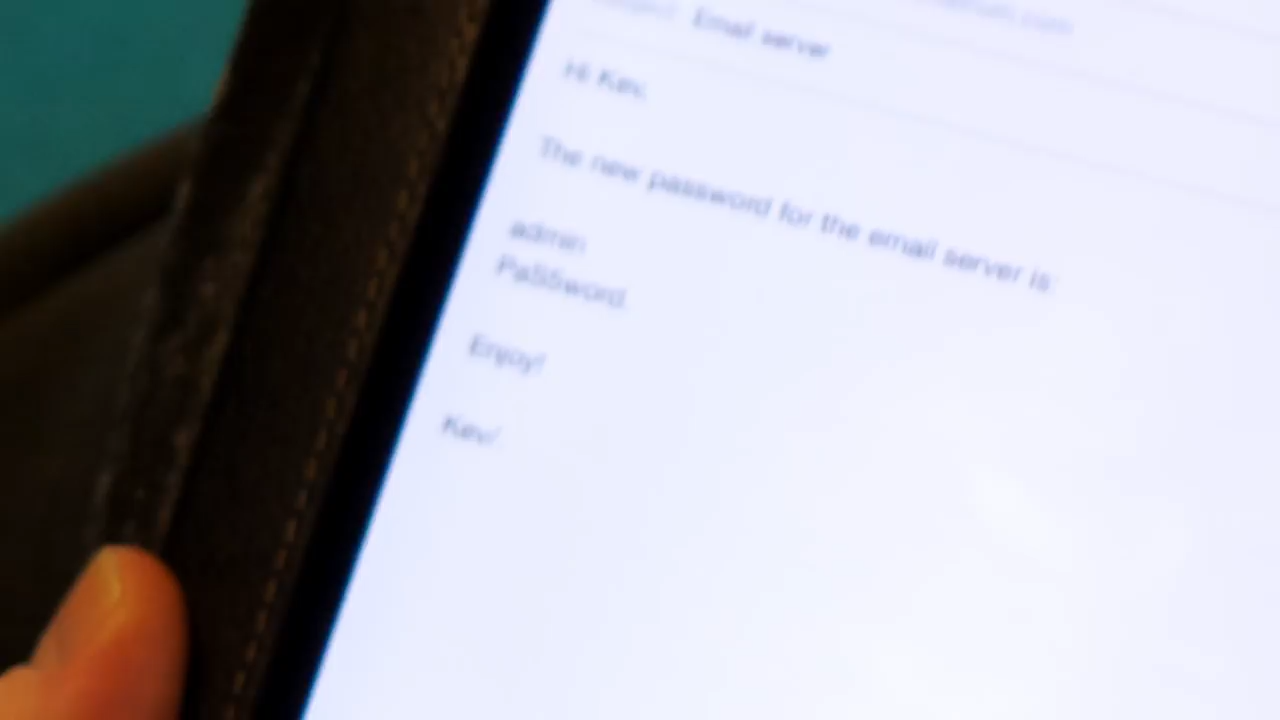 Email server
Hi Kev,
The new password for the email server is:
admin
Pa55word
Enjoy!
Kev/